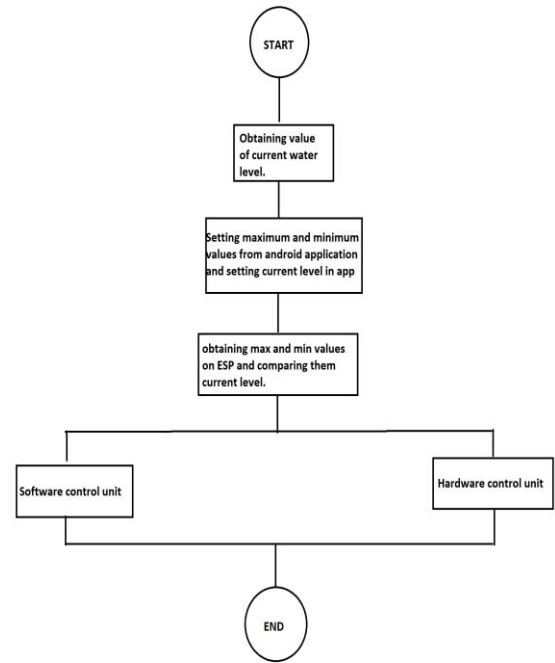 START
Obtaining value
of current water
level.
Setting maximum and minimum
values from android application
and setting current level in app
obtaining max and min values
on ESP and comparing them
current level.
Software control unit
Hardware control unit
END